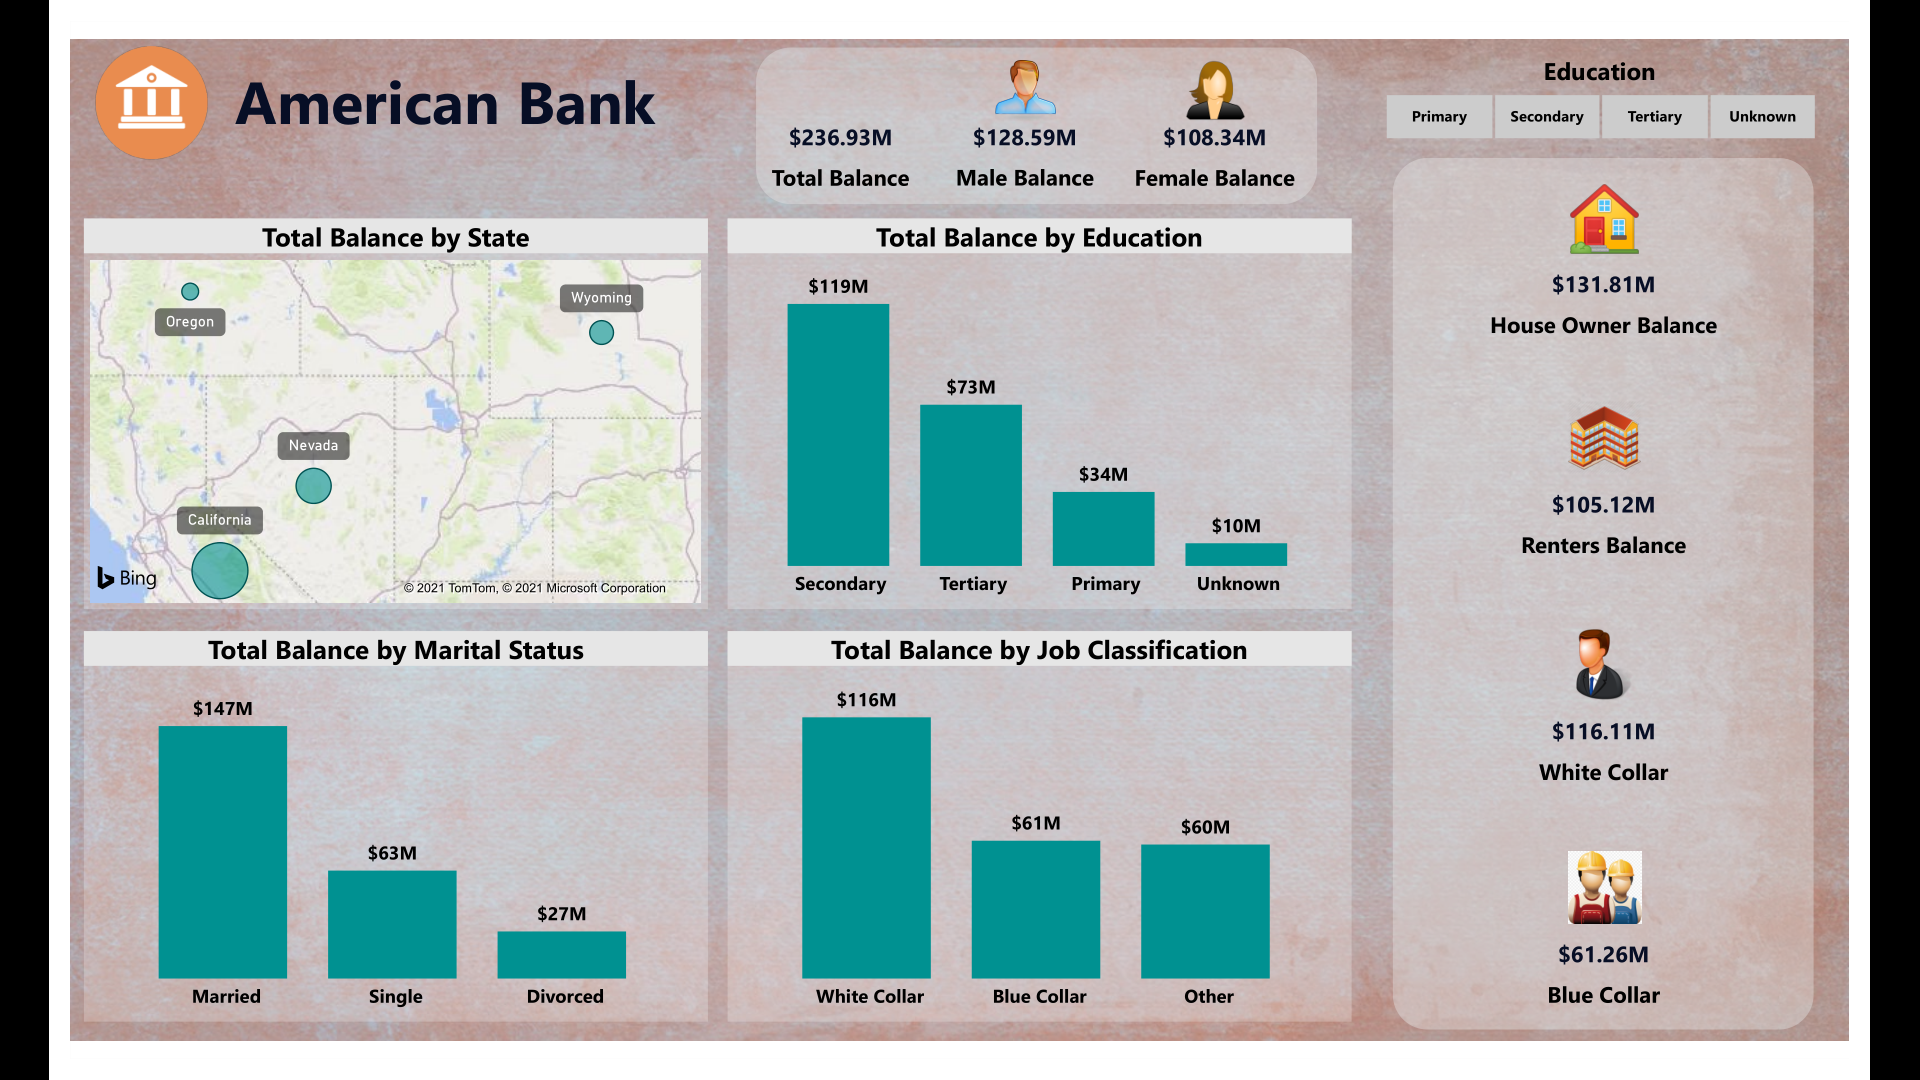 American Bank
$236.93M
Total Balance
$128.59M
Male Balance
$108.34M
Female Balance
Education
Primary
Secondary
Tertiary
Unknown
Total Balance by State
Oregon
Wyoming
Nevada
California
Bing
© 2021 TomTom, © 2021 Microsoft Corporation
Total Balance by Education
$119M
$73M
$34M
$10M
Secondary
Tertiary
Primary
Unknown
$131.81M
House Owner Balance
$105.12M
Renters Balance
$116.11M
White Collar
$61.26M
Blue Collar
Total Balance by Marital Status
$147M
$63M
$27M
Married
Single
Divorced
Total Balance by Job Classification
$116M
$61M
$60M
White Collar
Blue Collar
Other